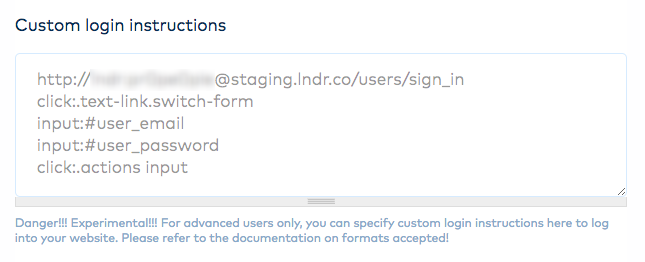 Custom login instructions
http://@staging.lndr.co/users/sign_in
click:.text-link.switch-form
input:#user_email
input:#user_password
click:.actions input
Danger!!! Experimental!!! For advanced users only, you can specify custom login instructions here to log
into your website. Please refer to the documentation on formats accepted!